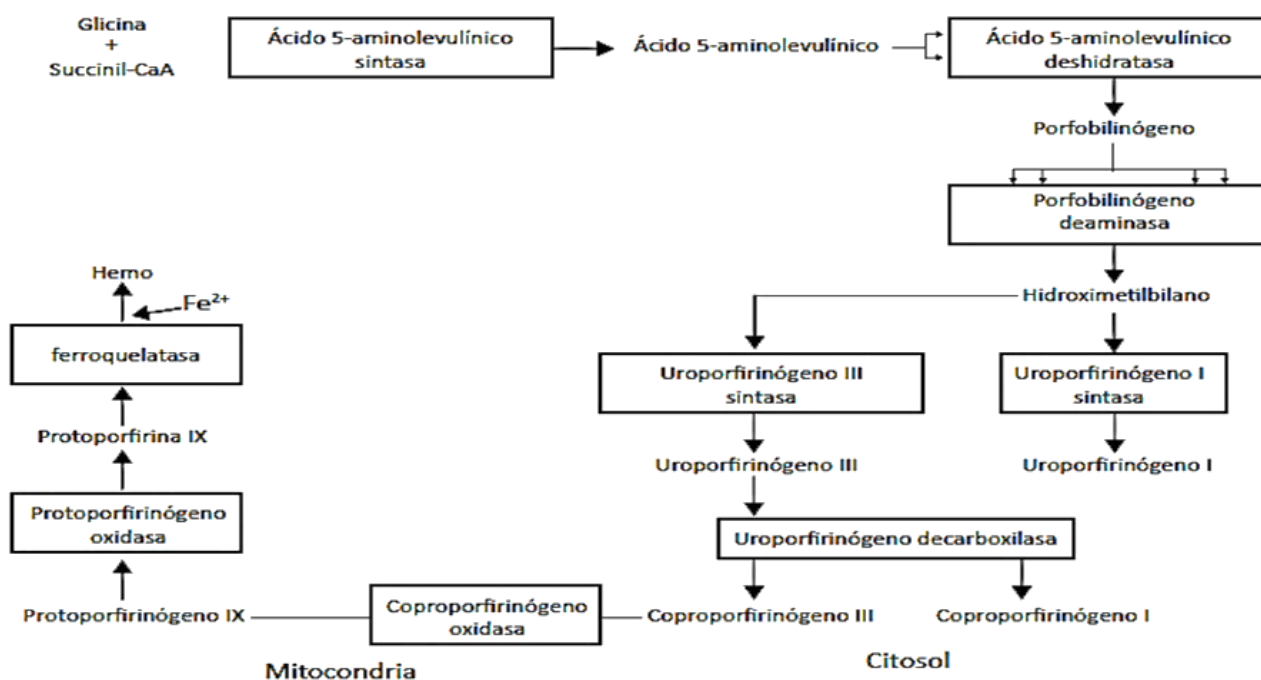 Glicina
+
Succinil-CaA
Ácido 5-aminolevulínico
sintasa
Ácido 5-aminolevulínico
Ácido 5-aminolevulínico
deshidratasa
Porfobilinógeno
Porfobilinógeno
deaminasa
Hidroximetilbilano
Uroporfirinógeno III
sintasa
Uroporfirinógeno I
sintasa
Uroporfirinógeno III
Uroporfirinógeno I
Uroporfirinógeno decarboxilasa
Coproporfirinógeno III
Coproporfirinógeno I
Coproporfirinógeno
oxidasa
Protoporfirinógeno IX
Protoporfirinógeno
oxidasa
Protoporfirina IX
ferroquelatasa
Fe²⁺
Hemo
Mitocondria
Citosol